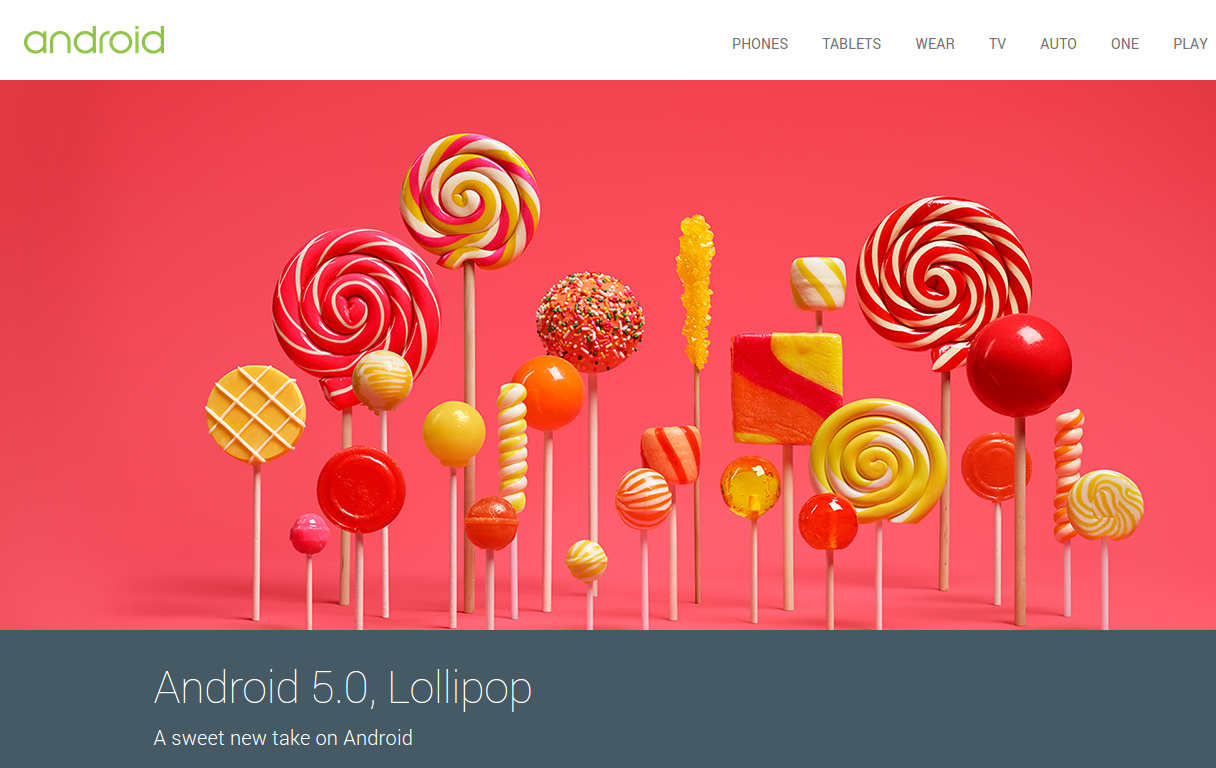 android
PHONES TABLETS WEAR TV AUTO ONE PLAY
Android 5.0, Lollipop
A sweet new take on Android